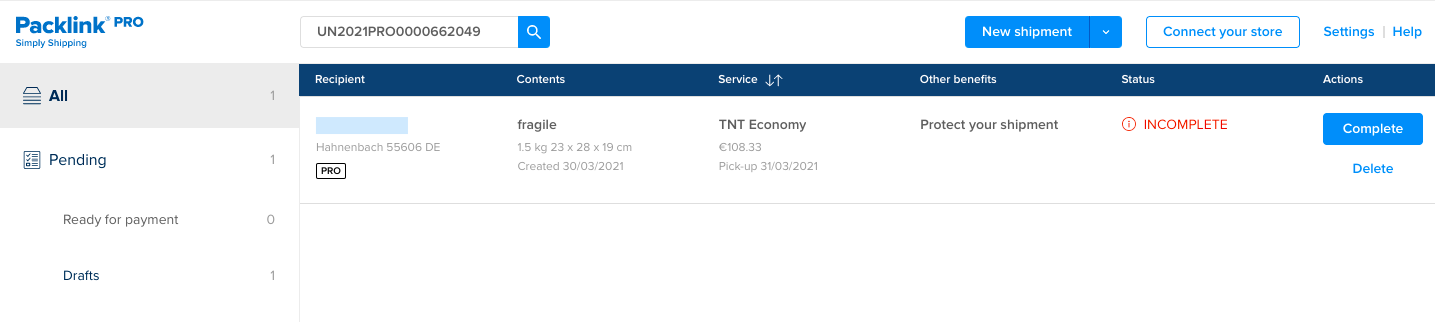 Packlink® PRO
Simply Shipping
UN2021PRO0000662049
New shipment
Connect your store
Settings | Help
All 1
Pending 1
Ready for payment 0
Drafts 1
Recipient Contents Service Other benefits Status Actions
fragile TNT Economy Protect your shipment INCOMPLETE Complete
Hahnenbach 55606 DE 1.5 kg 23 x 28 x 19 cm €108.33
PRO Created 30/03/2021 Pick-up 31/03/2021 Delete